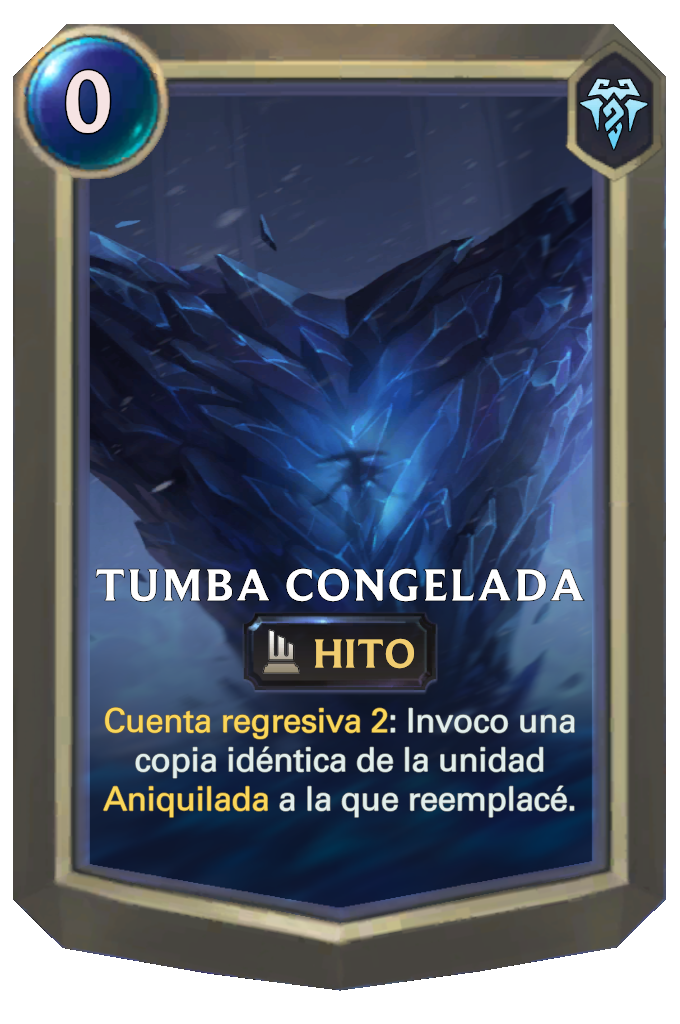 0
TUMBA CONGELADA
HITO
Cuenta regresiva 2: Invoco una
copia idéntica de la unidad
Aniquilada a la que reemplacé.